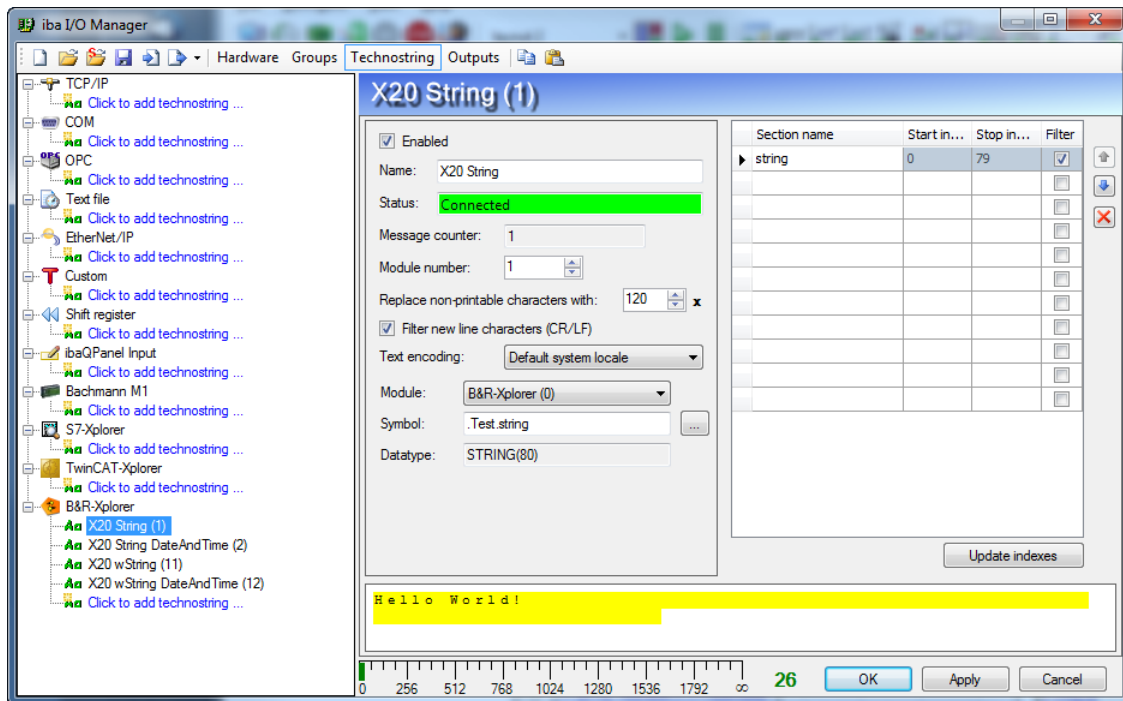 iba I/O Manager
Hardware Groups Technostring Outputs
TCP/IP
Click to add technostring ...
COM
Click to add technostring ...
OPC
Click to add technostring ...
Text file
Click to add technostring ...
EtherNet/IP
Click to add technostring ...
Custom
Click to add technostring ...
Shift register
Click to add technostring ...
ibaQPanel Input
Click to add technostring ...
Bachmann M1
Click to add technostring ...
S7-Xplorer
Click to add technostring ...
TwinCAT-Xplorer
Click to add technostring ...
B&R-Xplorer
X20 String (1)
X20 String DateAndTime (2)
X20 wString (11)
X20 wString DateAndTime (12)
Click to add technostring ...
X20 String (1)
Enabled
Name: X20 String
Status: Connected
Message counter: 1
Module number: 1
Replace non-printable characters with: 120 x
Filter new line characters (CR/LF)
Text encoding: Default system locale
Module: B&R-Xplorer (0)
Symbol: .Test.string ...
Datatype: STRING(80)
Section name Start in... Stop in... Filter
string 0 79
Update indexes
Hello World!
0 256 512 768 1024 1280 1536 1792 ∞
26 OK Apply Cancel